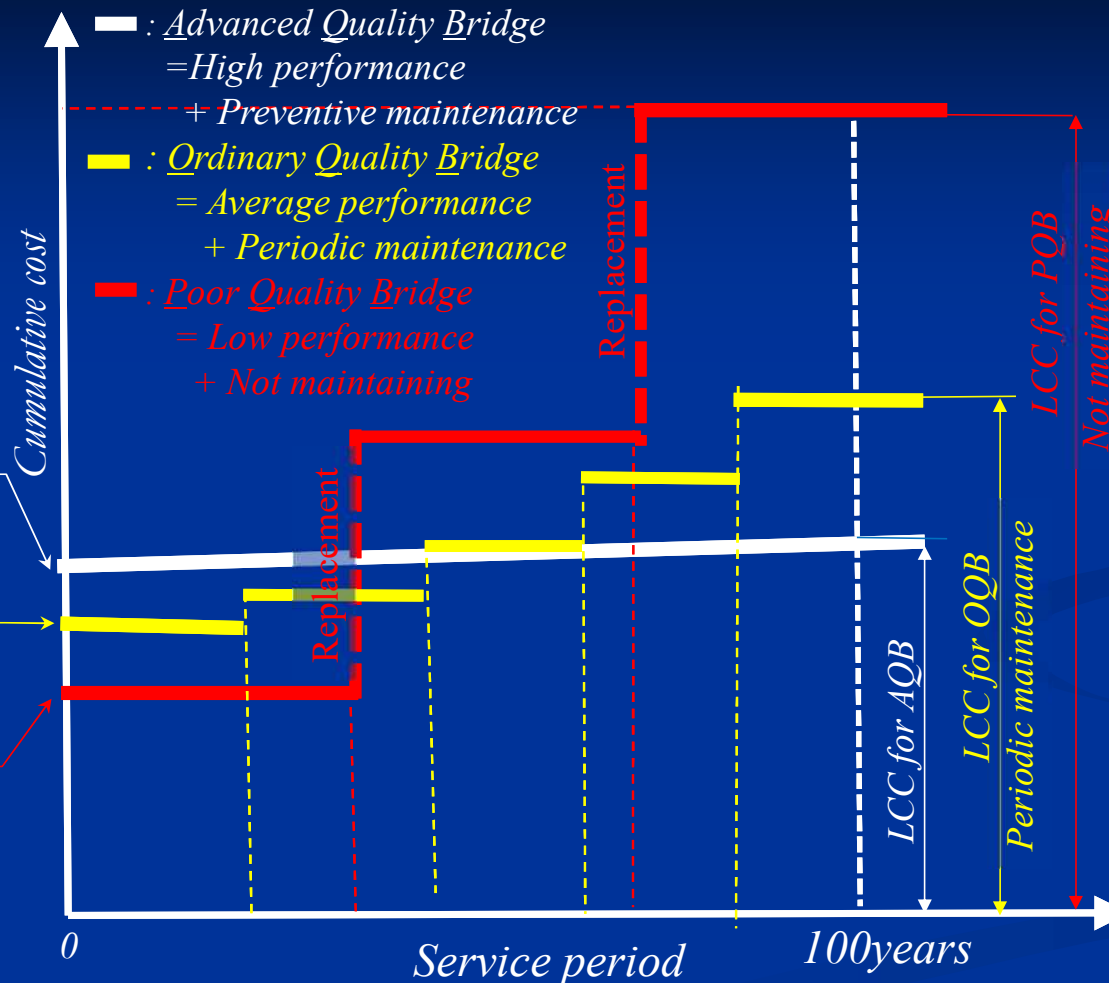 : Advanced Quality Bridge
=High performance
+ Preventive maintenance
: Ordinary Quality Bridge
= Average performance
+ Periodic maintenance
: Poor Quality Bridge
= Low performance
+ Not maintaining
Cumulative cost
Replacement
Replacement
LCC for AQB
LCC for OQB
Periodic maintenance
LCC for PQB
Not maintaining
0
Service period
100years